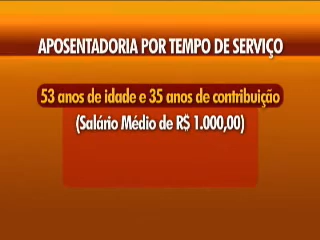 APOSENTADORIA POR TEMPO DE SERVIÇO
53 anos de idade e 35 anos de contribuição
(Salário Médio de R$ 1.000,00)